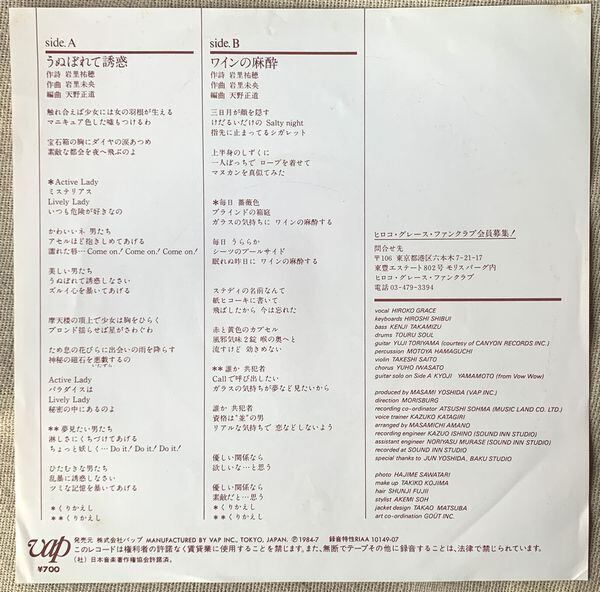 side.A
うぬぼれて誘惑
作詩 岩里祐穂
作曲 岩里未央
編曲 天野正道
触れ合えば少女には女の羽根が生える
マニキュア色した嘘もつけるわ
宝石箱の胸にダイヤの涙あつめ
素敵な都会を夜へ飛ぶのよ
＊Active Lady
ミステリアス
Lively Lady
いつも危険が好きなの
かわいいネ 男たち
アセルほど抱きしめてあげる
濡れた唇… Come on! Come on! Come on!
美しい男たち
うぬぼれて誘惑しなさい
ズルイ心を暴いてあげる
摩天楼の頂上で少女は胸をひらく
ブロンド揺らせば星がさわぐわ
ため息の花びらに出会いの雨を降らす
神秘の磁石を悪戯するの
Active Lady
パラダイスは
Lively Lady
秘密の中にあるのよ
＊＊夢見たい男たち
淋しさにくちづけてあげる
ちょっと妖しく… Do it! Do it! Do it!
ひたむきな男たち
乱暴に誘惑しなさい
ツミな記憶を暴いてあげる
＊くりかえし
＊＊くりかえし
side.B
ワインの麻酔
作詩 岩里祐穂
作曲 岩里未央
編曲 天野正道
三日月が顔を隠す
けだるいだけの Salty night
指先に止まってるシガレット
上半身のしずくに
一人ぼっちで ローブを着せて
マヌカンを真似てみた
＊毎日 薔薇色
ブラインドの箱庭
ガラスの気持ちに ワインの麻酔する
毎日 うららか
シーツのプールサイド
眠れぬ昨日に ワインの麻酔する
ステディの名前なんて
紙ヒコーキに書いて
飛ばしたから 今は忘れた
赤と黄色のカプセル
風邪気味 2錠 喉の奥へと
流すけど 効きめない
＊＊誰か 共犯者
Callで呼び出したい
ガラスの気持ちが夢など見たいから
誰か 共犯者
資格は"並"の男
リアルな気持ちで 恋などしないよう
優しい関係なら
欲しいな…と思う
優しい関係なら
素敵だと…思う
＊くりかえし
＊＊くりかえし
ヒロコ・グレース・ファンクラブ会員募集!
問合せ先
〒106 東京都港区六本木7-21-17
東豊エステート802号 モリスバーグ内
ヒロコ・グレース・ファンクラブ
電話 03-479-3394
vocal HIROKO GRACE
keyboards HIROSHI SHIBUI
bass KENJI TAKAMIZU
drums TOURU SOUL
guitar YUJI TORIYAMA (courtesy of CANYON RECORDS INC.)
percussion MOTOYA HAMAGUCHI
violin TAKESHI SAITO
chorus YUHO IWASATO
guitar solo on Side A KYOJI YAMAMOTO (from Vow Wow)
produced by MASAMI YOSHIDA (VAP INC.)
direction MORISBURG
recording co-ordinator ATSUSHI SOHMA (MUSIC LAND CO. LTD.)
voice trainer KAZUKO KATAGIRI
arranged by MASAMICHI AMANO
recording engineer KAZUO ISHINO (SOUND INN STUDIO)
assistant engineer NORIYASU MURASE (SOUND INN STUDIO)
recorded at SOUND INN STUDIO
special thanks to JUN YOSHIDA, BAKU STUDIO
photo HAJIME SAWATARI
make up TAKIKO KOJIMA
hair SHUNJI FUJII
stylist AKEMI SOH
jacket design TAKAO MATSUBA
art co-ordination GOÛT INC.
vap
¥700
発売元 株式会社バップ MANUFACTURED BY VAP INC., TOKYO, JAPAN. Ⓟ1984・7 録音特性RIAA 10149-07
このレコードは権利者の許諾なく賃貸業に使用することを禁じます。また、無断でテープその他に録音することは、法律で禁じられています。
(社)日本音楽著作権協会許諾済。